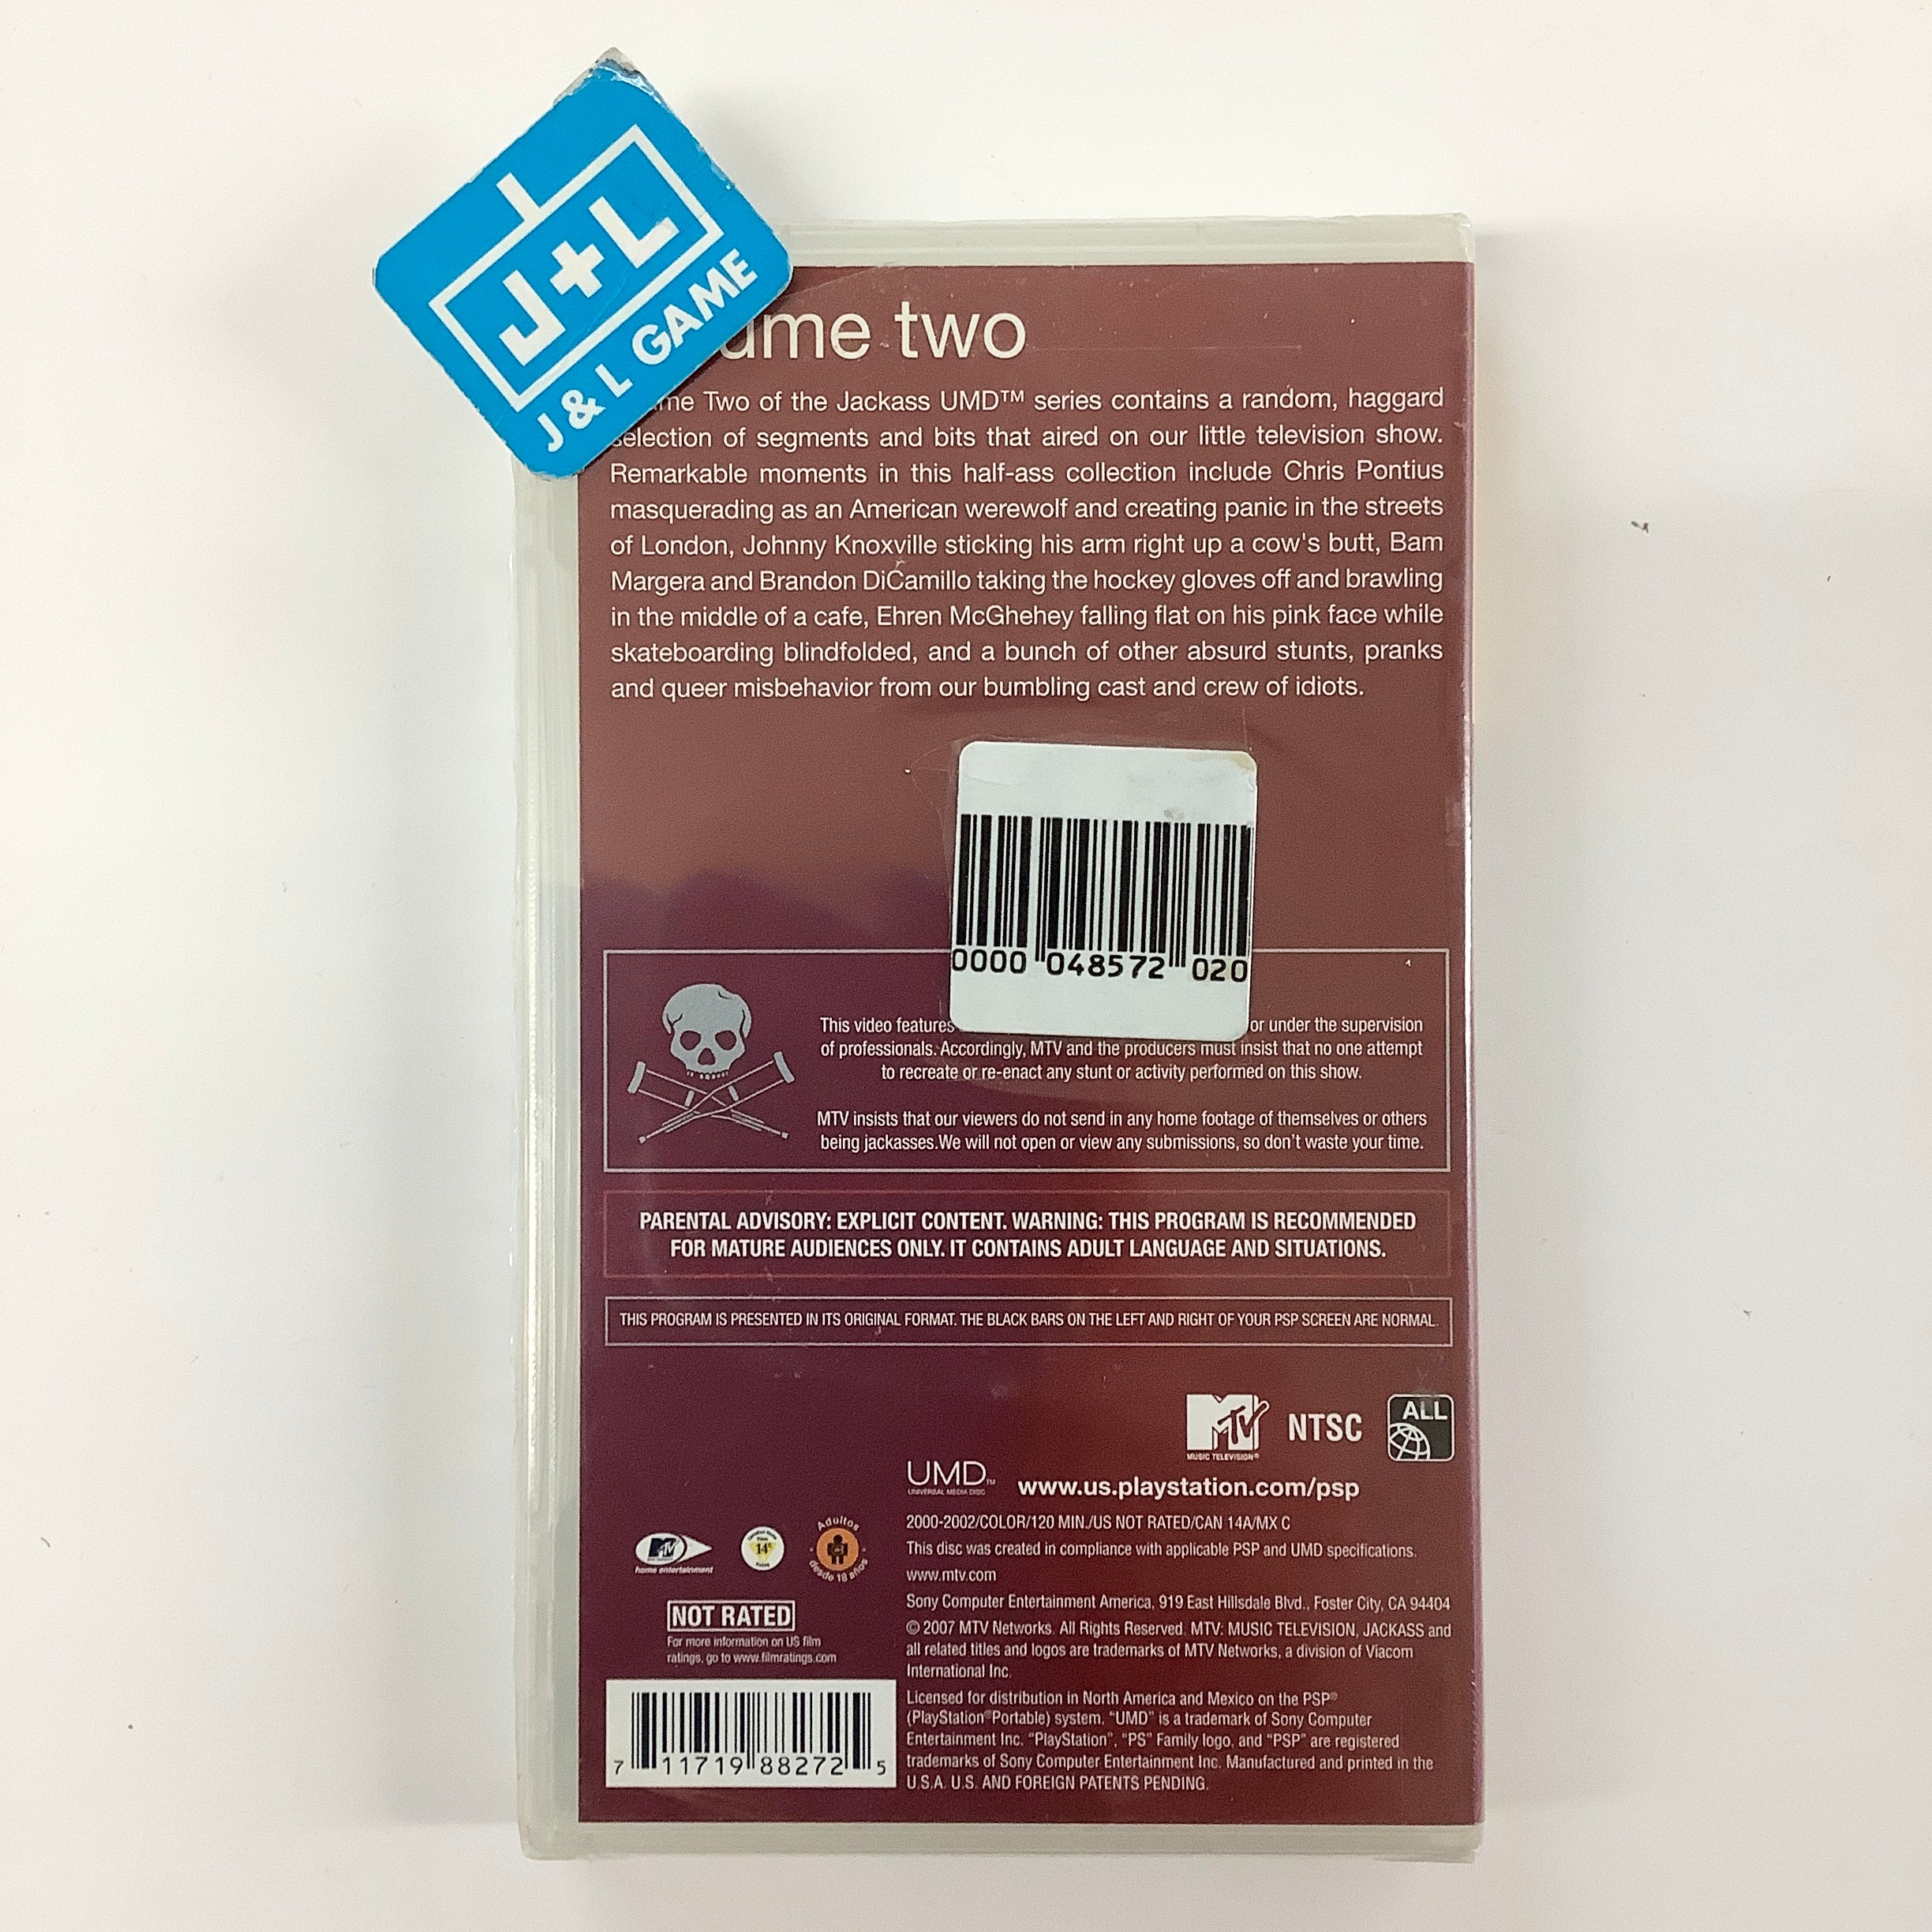 J+L
J & L GAME
ume two
me Two of the Jackass UMD™ series contains a random, haggard
selection of segments and bits that aired on our little television show.
Remarkable moments in this half-ass collection include Chris Pontius
masquerading as an American werewolf and creating panic in the streets
of London, Johnny Knoxville sticking his arm right up a cow's butt, Bam
Margera and Brandon DiCamillo taking the hockey gloves off and brawling
in the middle of a cafe, Ehren McGhehey falling flat on his pink face while
skateboarding blindfolded, and a bunch of other absurd stunts, pranks
and queer misbehavior from our bumbling cast and crew of idiots.
0000 048572 020
This video features or under the supervision
of professionals. Accordingly, MTV and the producers must insist that no one attempt
to recreate or re-enact any stunt or activity performed on this show.
MTV insists that our viewers do not send in any home footage of themselves or others
being jackasses.We will not open or view any submissions, so don't waste your time.
PARENTAL ADVISORY: EXPLICIT CONTENT. WARNING: THIS PROGRAM IS RECOMMENDED
FOR MATURE AUDIENCES ONLY. IT CONTAINS ADULT LANGUAGE AND SITUATIONS.
THIS PROGRAM IS PRESENTED IN ITS ORIGINAL FORMAT. THE BLACK BARS ON THE LEFT AND RIGHT OF YOUR PSP SCREEN ARE NORMAL.
MTV NTSC ALL
MUSIC TELEVISION®
UMD™ www.us.playstation.com/psp
UNIVERSAL MEDIA DISC
2000-2002/COLOR/120 MIN./US NOT RATED/CAN 14A/MX C
This disc was created in compliance with applicable PSP and UMD specifications.
www.mtv.com
Sony Computer Entertainment America, 919 East Hillsdale Blvd., Foster City, CA 94404
© 2007 MTV Networks. All Rights Reserved. MTV: MUSIC TELEVISION, JACKASS and
all related titles and logos are trademarks of MTV Networks, a division of Viacom
International Inc.
Licensed for distribution in North America and Mexico on the PSP®
(PlayStation®Portable) system. "UMD" is a trademark of Sony Computer
Entertainment Inc. "PlayStation", "PS" Family logo, and "PSP" are registered
trademarks of Sony Computer Entertainment Inc. Manufactured and printed in the
U.S.A. U.S. AND FOREIGN PATENTS PENDING.
MTV
home entertainment
14A
Adultos
desde 18 años
NOT RATED
For more information on US film
ratings, go to www.filmratings.com
7 11719 88272 5